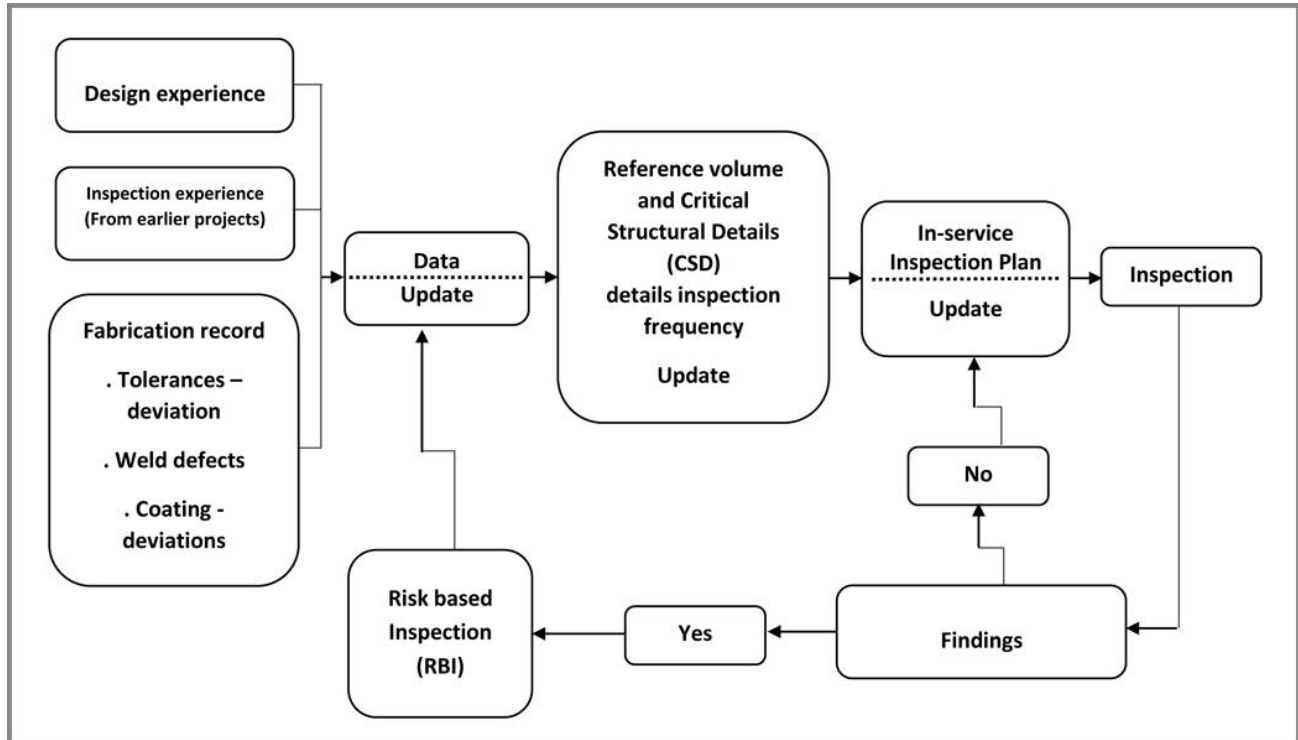 Design experience
Inspection experience
(From earlier projects)
Fabrication record
. Tolerances –
deviation
. Weld defects
. Coating -
deviations
Data
Update
Reference volume
and Critical
Structural Details
(CSD)
details inspection
frequency
Update
In-service
Inspection Plan
Update
Inspection
No
Findings
Yes
Risk based
Inspection
(RBI)